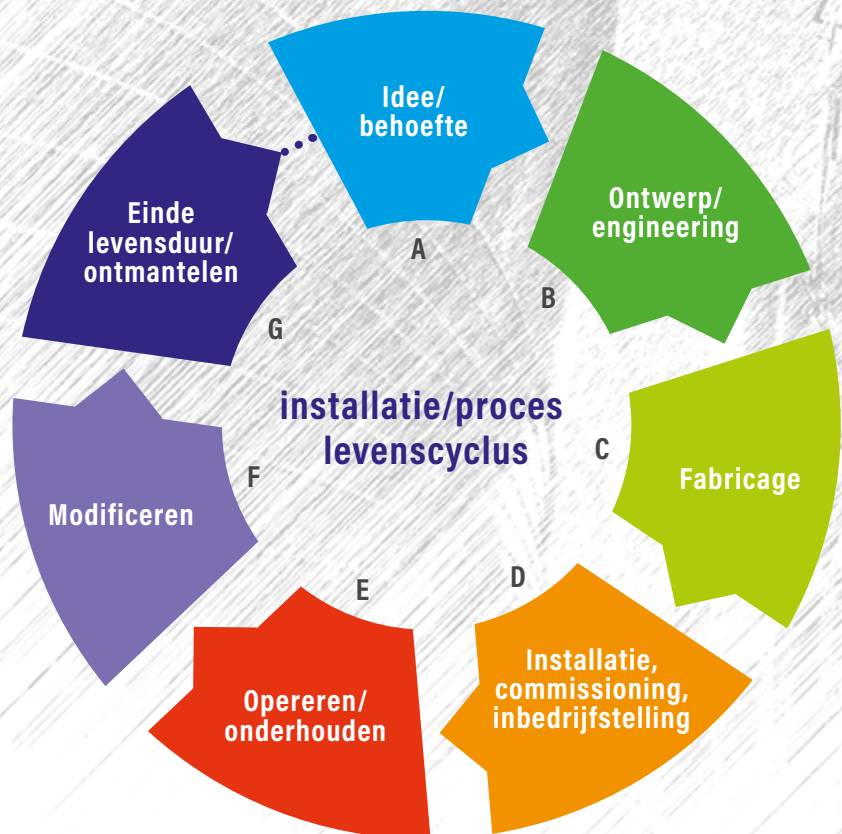 Idee/
behoefte
A
Ontwerp/
engineering
B
Fabricage
C
Installatie,
commissioning,
inbedrijfstelling
D
Opereren/
onderhouden
E
Modificeren
F
Einde
levensduur/
ontmantelen
G
installatie/proces
levenscyclus